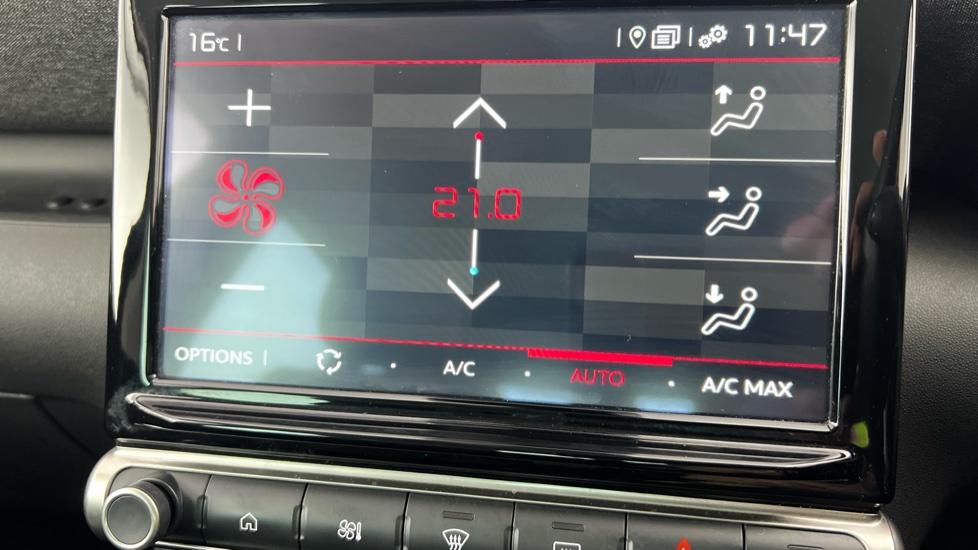 16°C
11:47
21.0
OPTIONS A/C AUTO A/C MAX